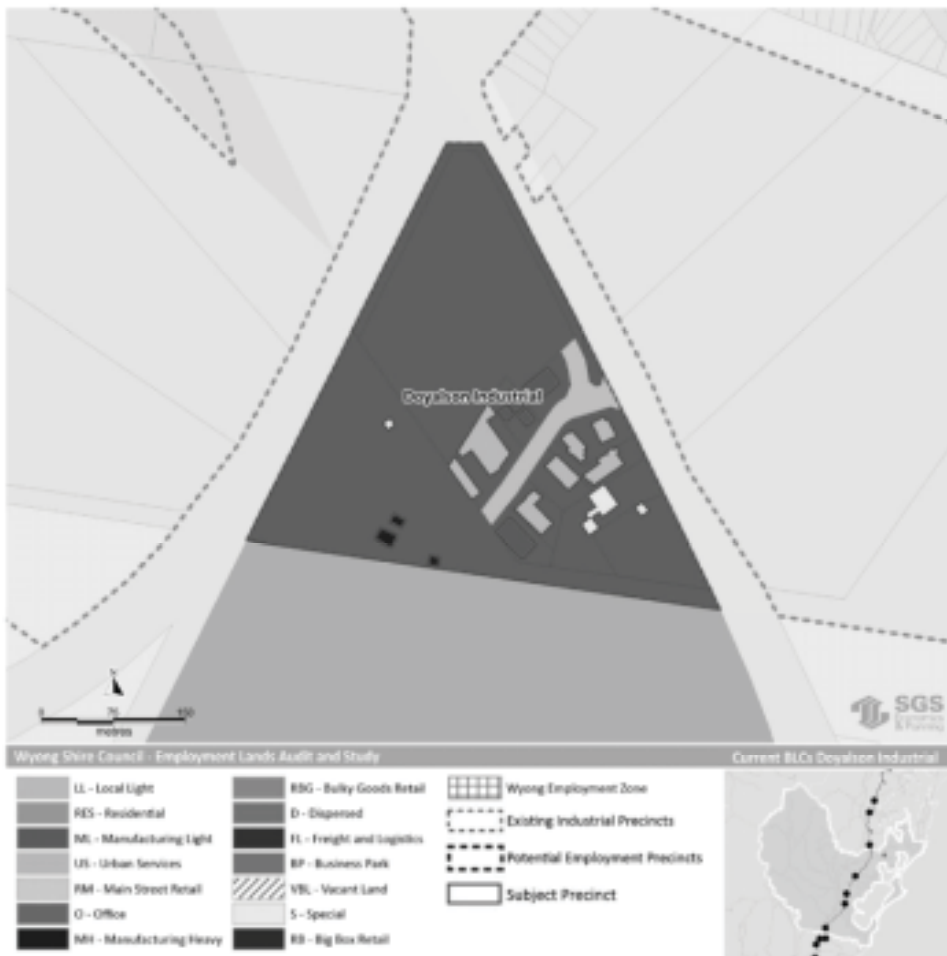 Doyalson Industrial
N
0 75 150
metres
SGS
Economics
& Planning
Wyong Shire Council - Employment Lands Audit and Study
Current BLCs Doyalson Industrial
LL - Local Light
RES - Residential
ML - Manufacturing Light
US - Urban Services
RM - Main Street Retail
O - Office
MH - Manufacturing Heavy
RBG - Bulky Goods Retail
D - Dispersed
FL - Freight and Logistics
BP - Business Park
VBL - Vacant Land
S - Special
RB - Big Box Retail
Wyong Employment Zone
Existing Industrial Precincts
Potential Employment Precincts
Subject Precinct